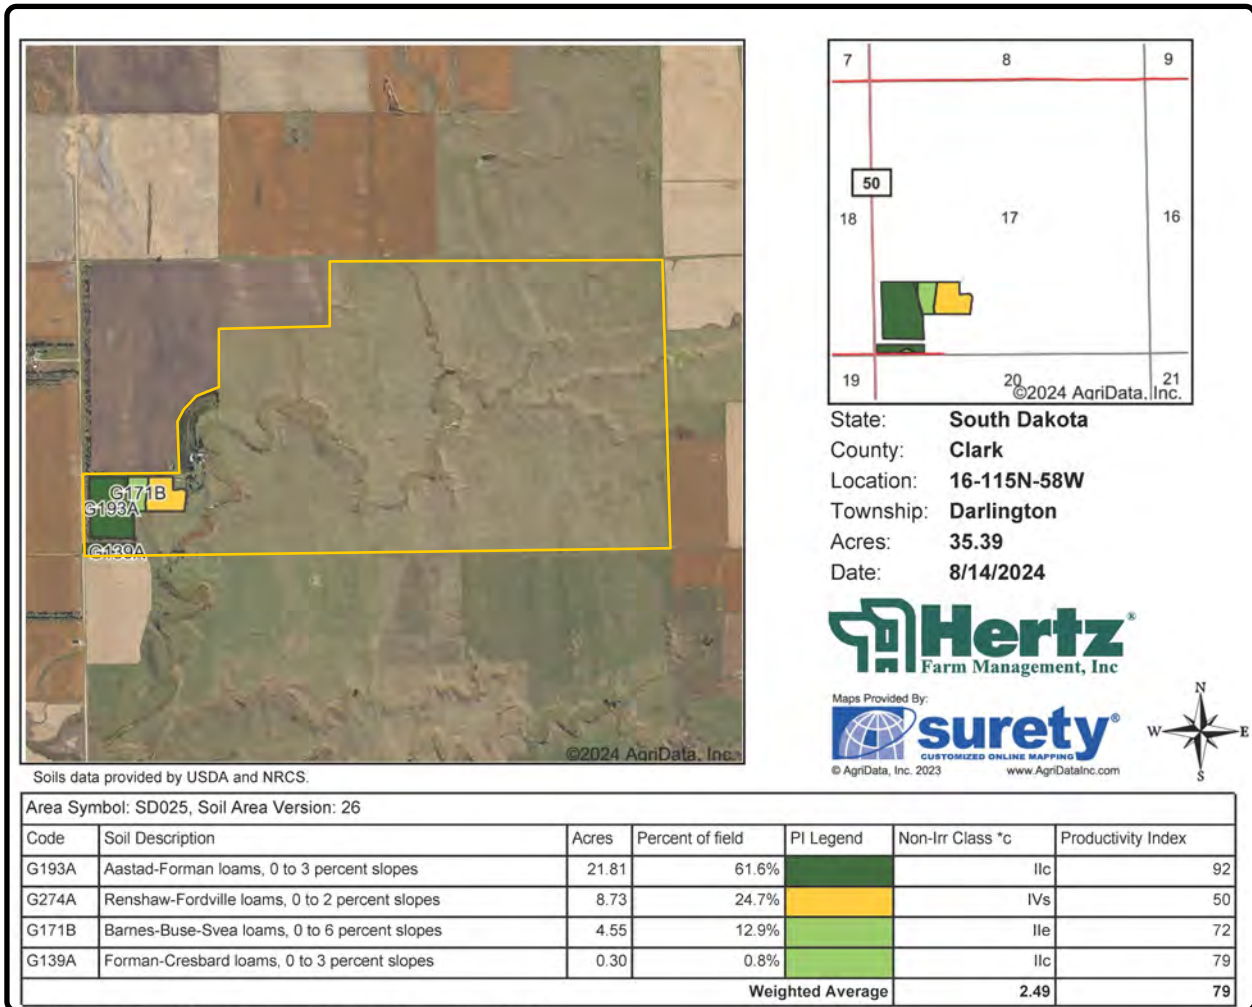 G171B
G193A
G139A
©2024 AgriData, Inc.
7 8 9
50
18 17 16
19 20 21
©2024 AgriData, Inc.
State: South Dakota
County: Clark
Location: 16-115N-58W
Township: Darlington
Acres: 35.39
Date: 8/14/2024
Hertz®
Farm Management, Inc
Maps Provided By:
surety®
CUSTOMIZED ONLINE MAPPING
© AgriData, Inc. 2023 www.AgriDataInc.com
N
W E
S
Soils data provided by USDA and NRCS.
Area Symbol: SD025, Soil Area Version: 26
Code Soil Description Acres Percent of field PI Legend Non-Irr Class *c Productivity Index
G193A Aastad-Forman loams, 0 to 3 percent slopes 21.81 61.6% IIc 92
G274A Renshaw-Fordville loams, 0 to 2 percent slopes 8.73 24.7% IVs 50
G171B Barnes-Buse-Svea loams, 0 to 6 percent slopes 4.55 12.9% IIe 72
G139A Forman-Cresbard loams, 0 to 3 percent slopes 0.30 0.8% IIc 79
Weighted Average 2.49 79